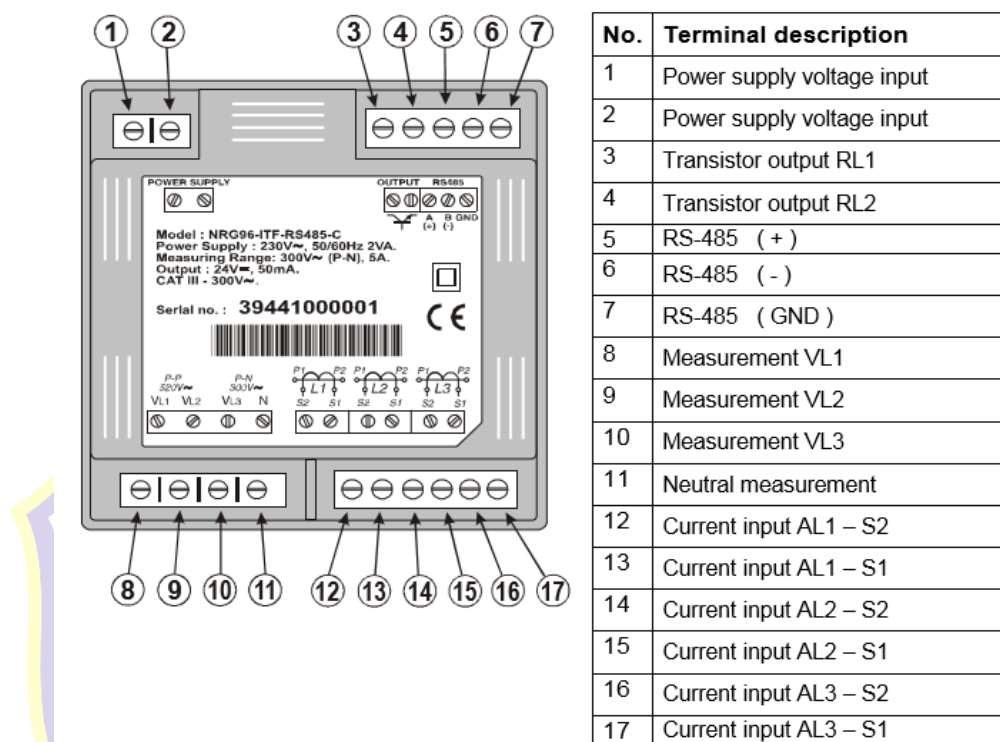 1 2 3 4 5 6 7
POWER SUPPLY
OUTPUT RS485
A B GND
(+) (-)
Model : NRG96-ITF-RS485-C
Power Supply : 230V~, 50/60Hz 2VA.
Measuring Range: 300V~ (P-N), 5A.
Output : 24V⎓, 50mA.
CAT III - 300V~.
Serial no. : 39441000001
CE
P-P P-N
520V~ 300V~
P1 P2 P1 P2 P1 P2
L1 L2 L3
VL1 VL2 VL3 N S2 S1 S2 S1 S2 S1
8 9 10 11 12 13 14 15 16 17
No. Terminal description
1 Power supply voltage input
2 Power supply voltage input
3 Transistor output RL1
4 Transistor output RL2
5 RS-485 ( + )
6 RS-485 ( - )
7 RS-485 ( GND )
8 Measurement VL1
9 Measurement VL2
10 Measurement VL3
11 Neutral measurement
12 Current input AL1 – S2
13 Current input AL1 – S1
14 Current input AL2 – S2
15 Current input AL2 – S1
16 Current input AL3 – S2
17 Current input AL3 – S1